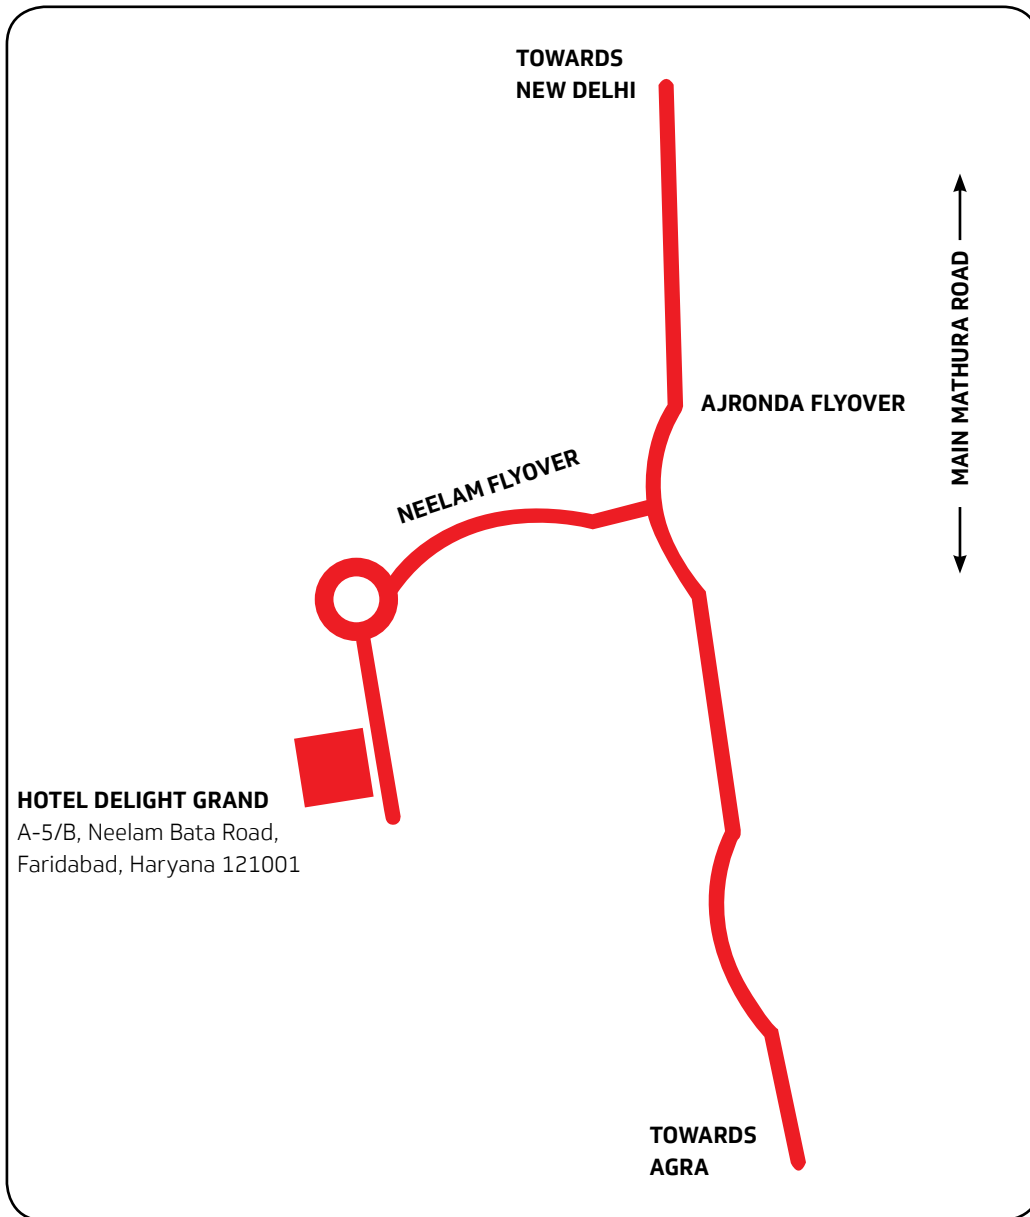 TOWARDS
NEW DELHI
MAIN MATHURA ROAD
AJRONDA FLYOVER
NEELAM FLYOVER
HOTEL DELIGHT GRAND
A-5/B, Neelam Bata Road,
Faridabad, Haryana 121001
TOWARDS
AGRA